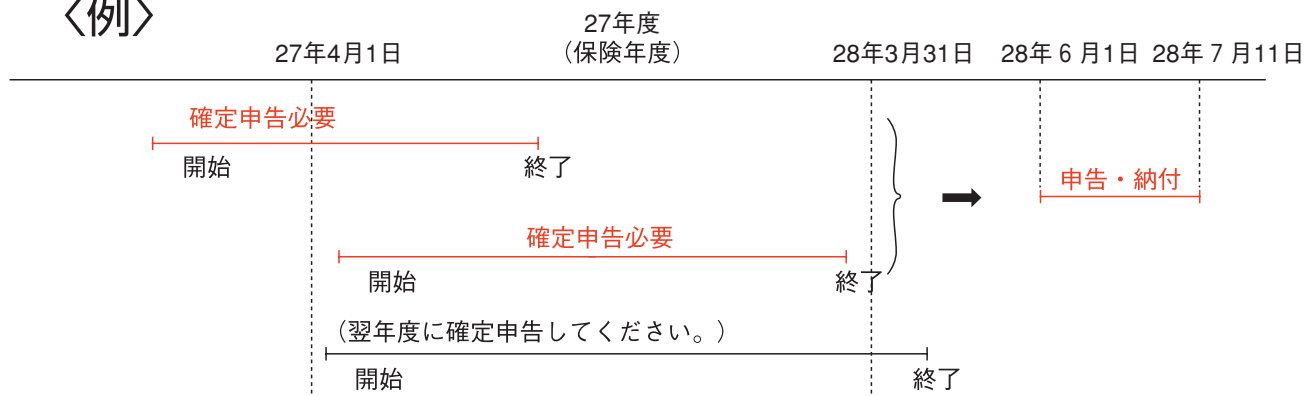 〈例〉
27年度
（保険年度）
27年4月1日
28年3月31日
28年6月1日
28年7月11日
確定申告必要
開始
終了
申告・納付
確定申告必要
開始
終了
（翌年度に確定申告してください。）
開始
終了